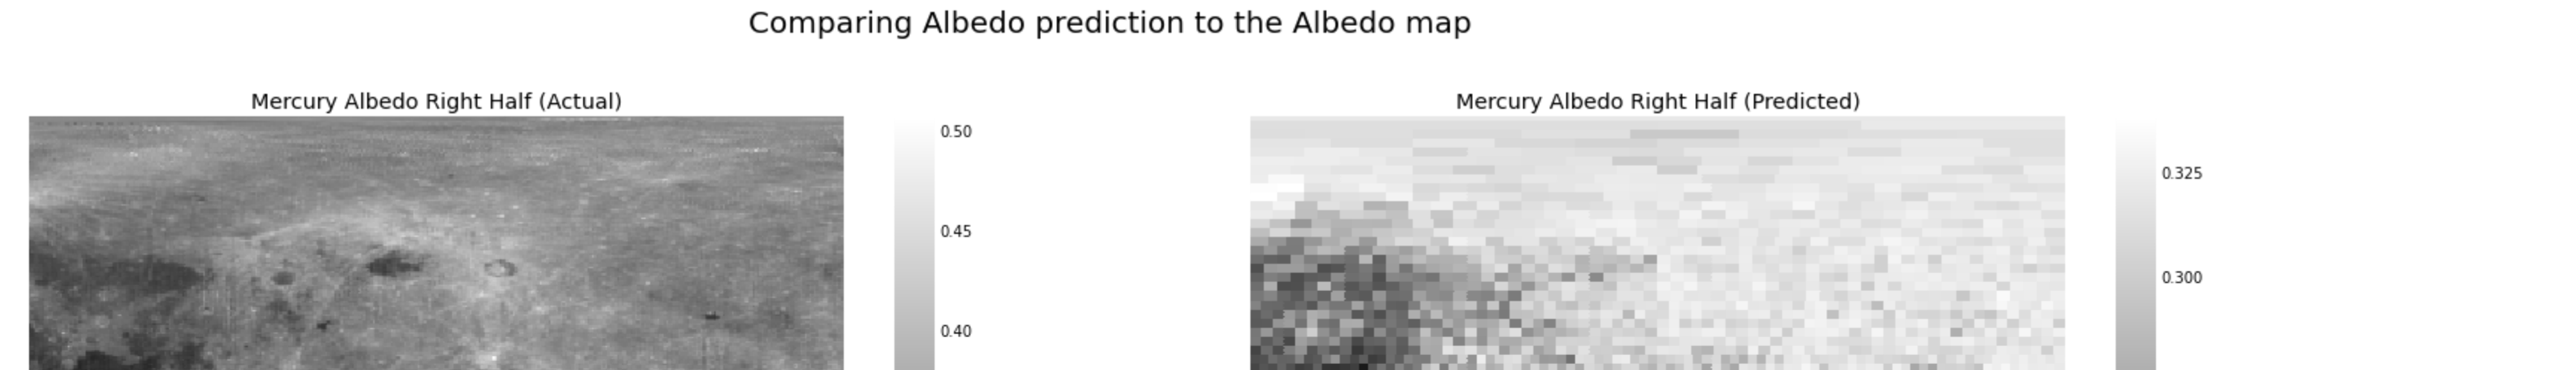 Comparing Albedo prediction to the Albedo map
Mercury Albedo Right Half (Actual)
Mercury Albedo Right Half (Predicted)
0.50
0.45
0.40
0.325
0.300